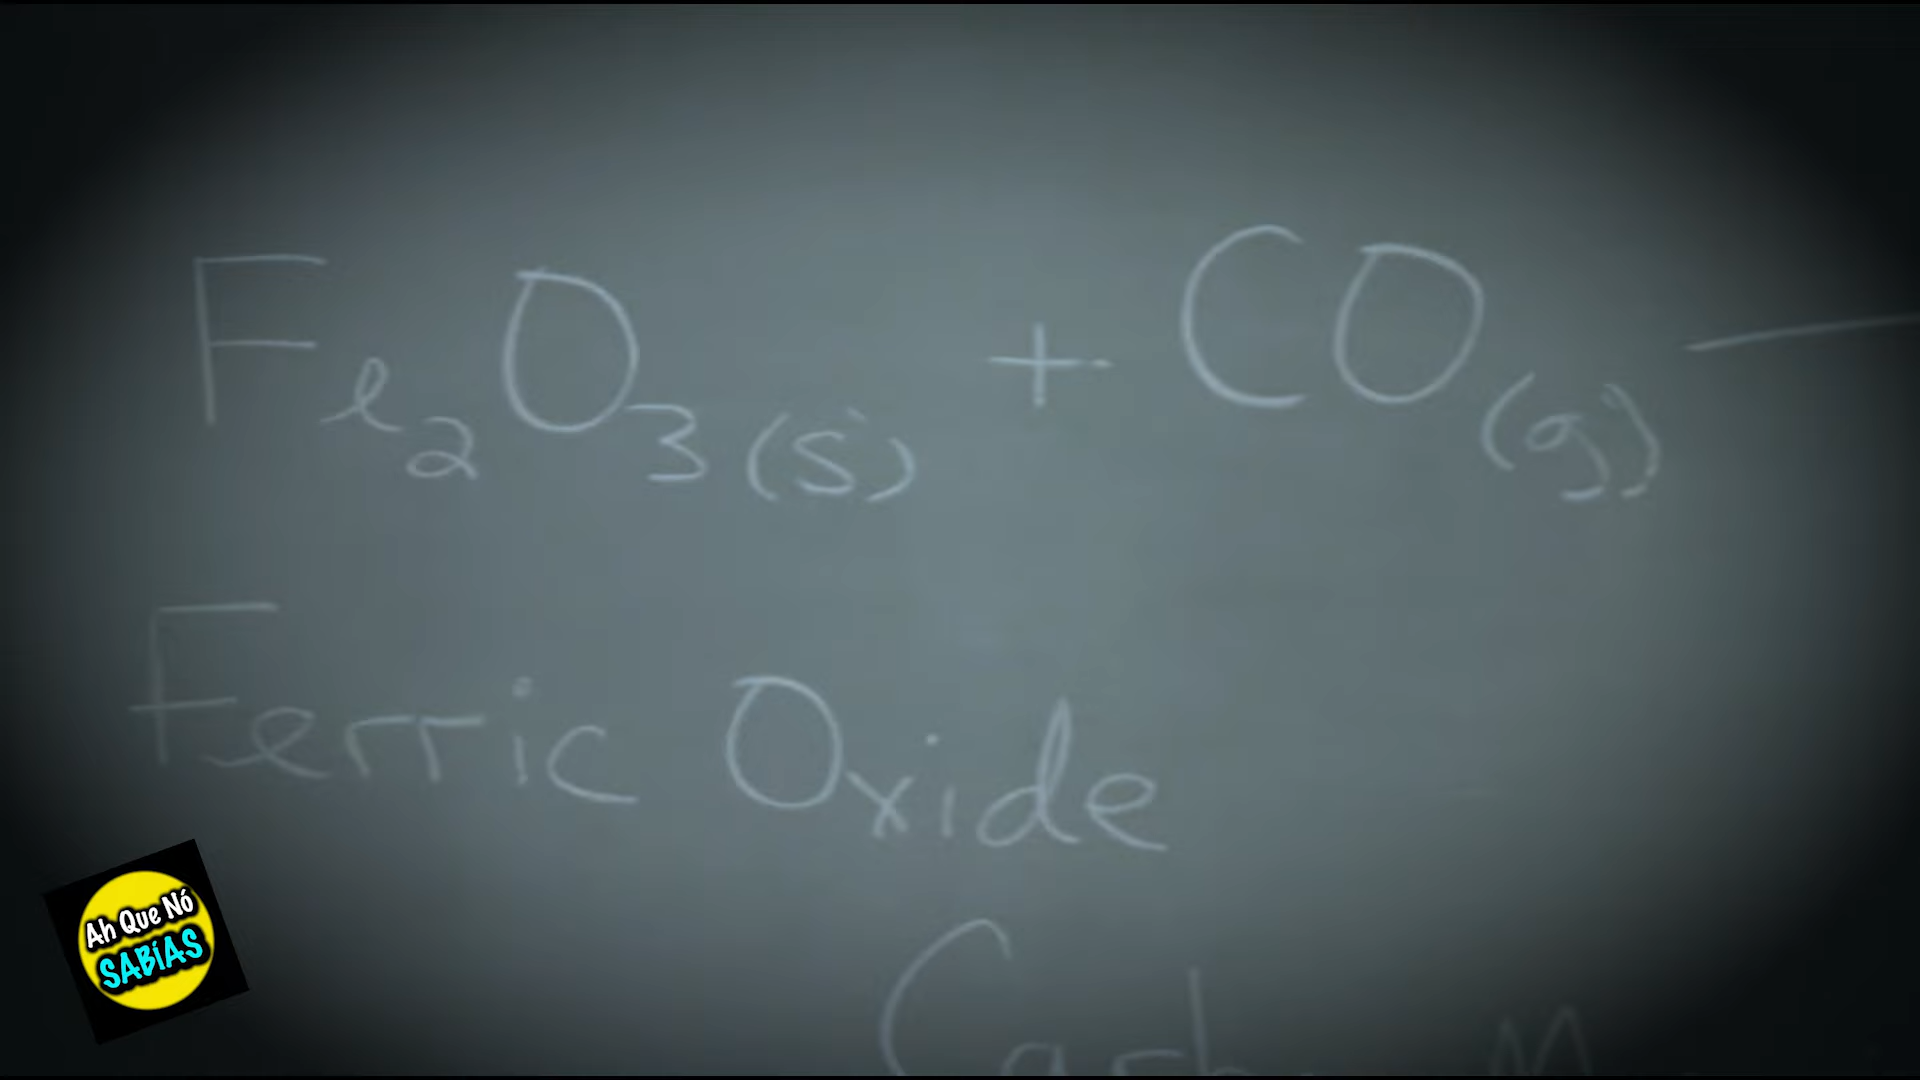 Fe₂O₃(s) + CO(g) —
Ferric Oxide
Ah Que Nó
SABíAS